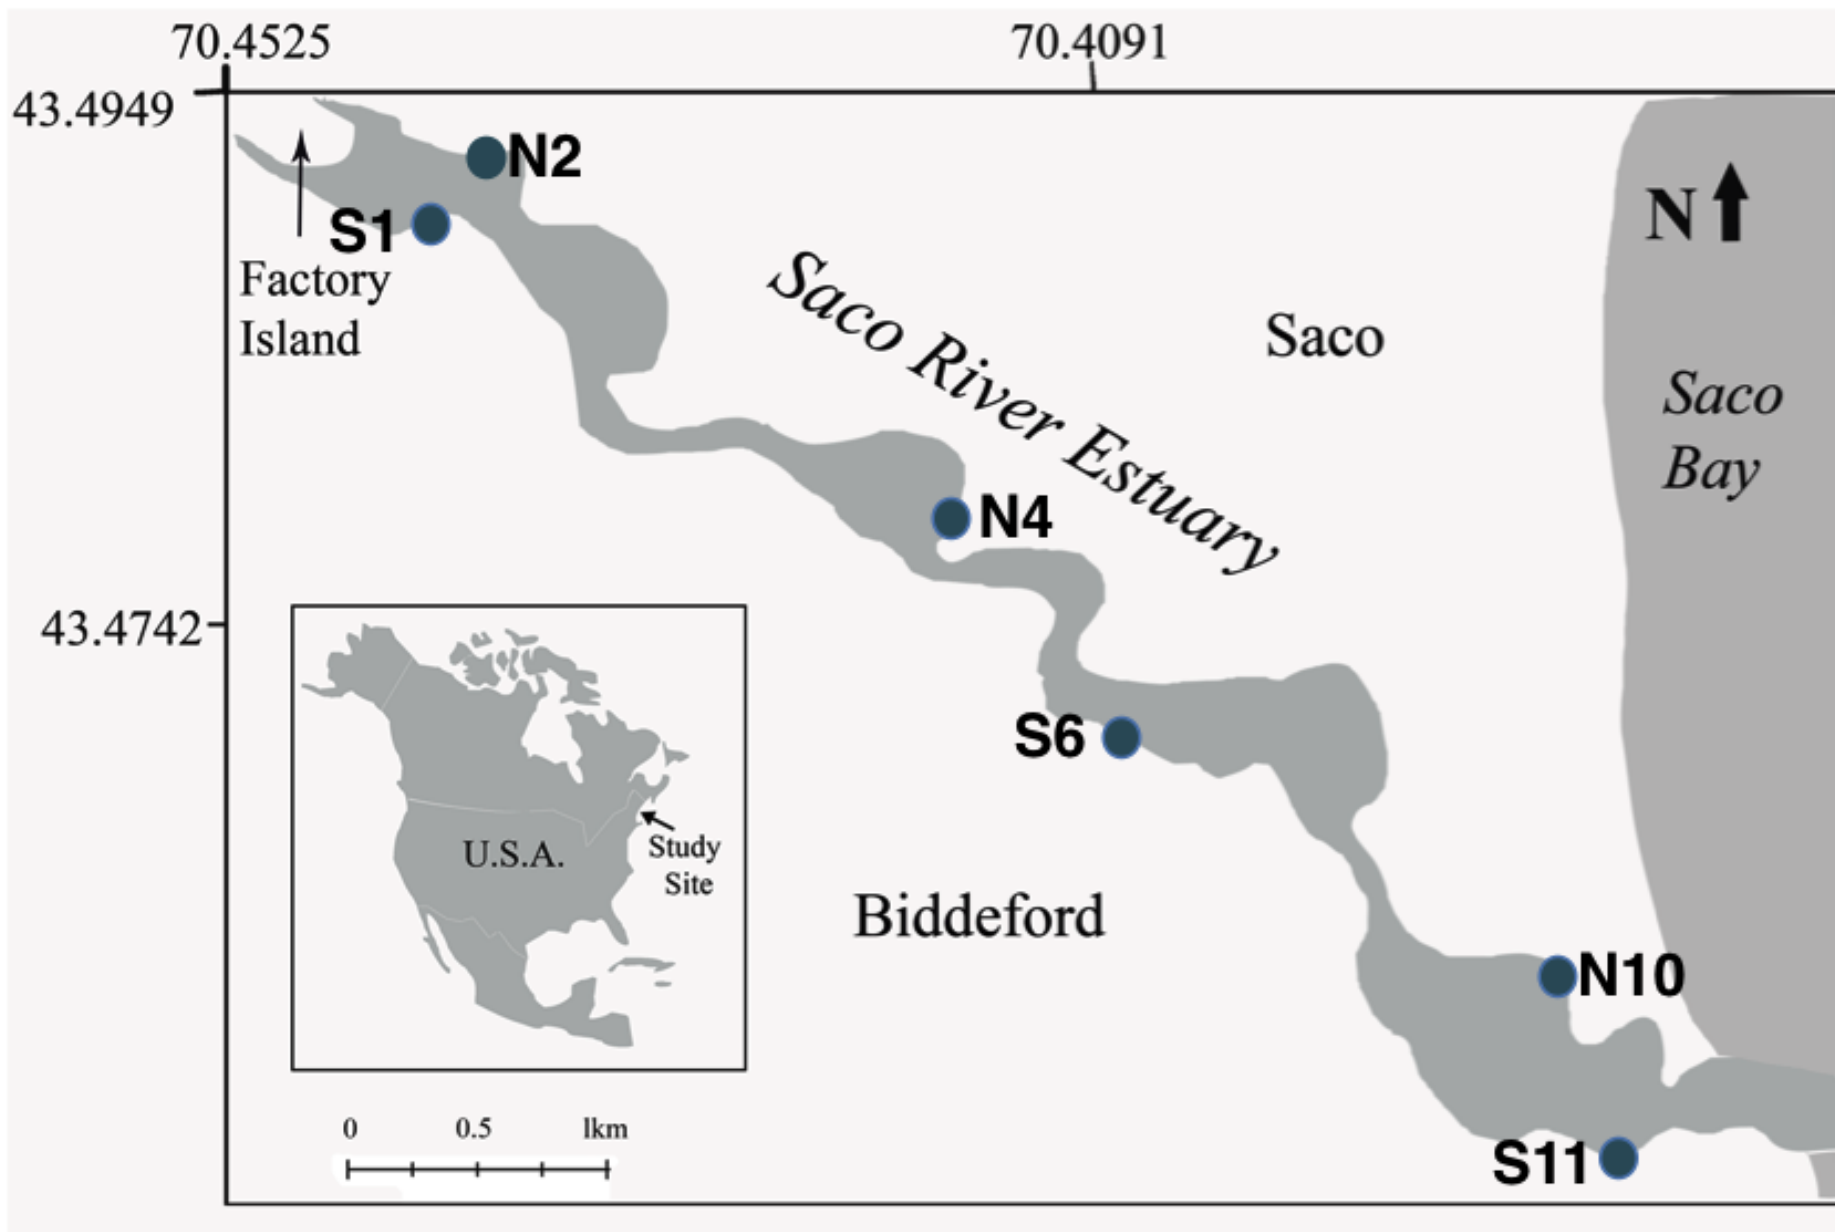 70.4525
70.4091
43.4949
N2
S1
Factory
Island
N
Saco River Estuary
Saco
Saco
Bay
N4
43.4742
S6
U.S.A.
Study
Site
Biddeford
N10
0 0.5 lkm
S11